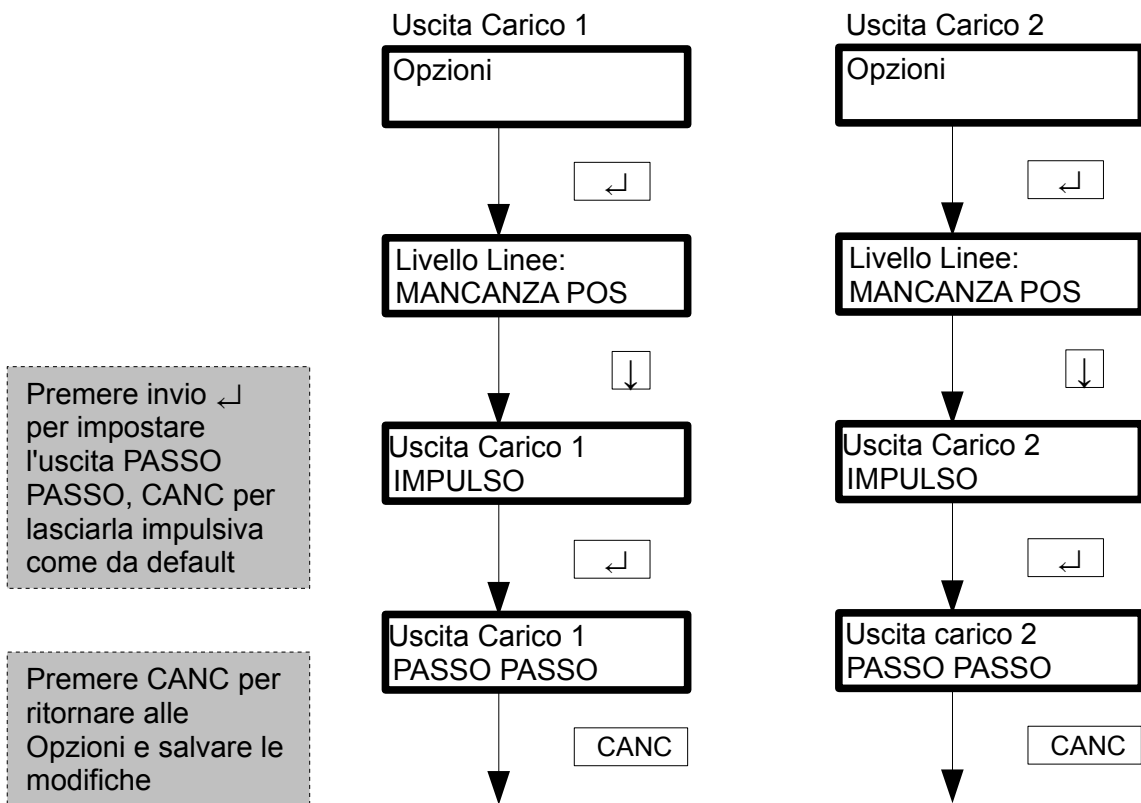 Uscita Carico 1
Opzioni
↵
Livello Linee:
MANCANZA POS
↓
Uscita Carico 1
IMPULSO
↵
Uscita Carico 1
PASSO PASSO
CANC
Uscita Carico 2
Opzioni
↵
Livello Linee:
MANCANZA POS
↓
Uscita Carico 2
IMPULSO
↵
Uscita carico 2
PASSO PASSO
CANC
Premere invio ↵
per impostare
l'uscita PASSO
PASSO, CANC per
lasciarla impulsiva
come da default
Premere CANC per
ritornare alle
Opzioni e salvare le
modifiche